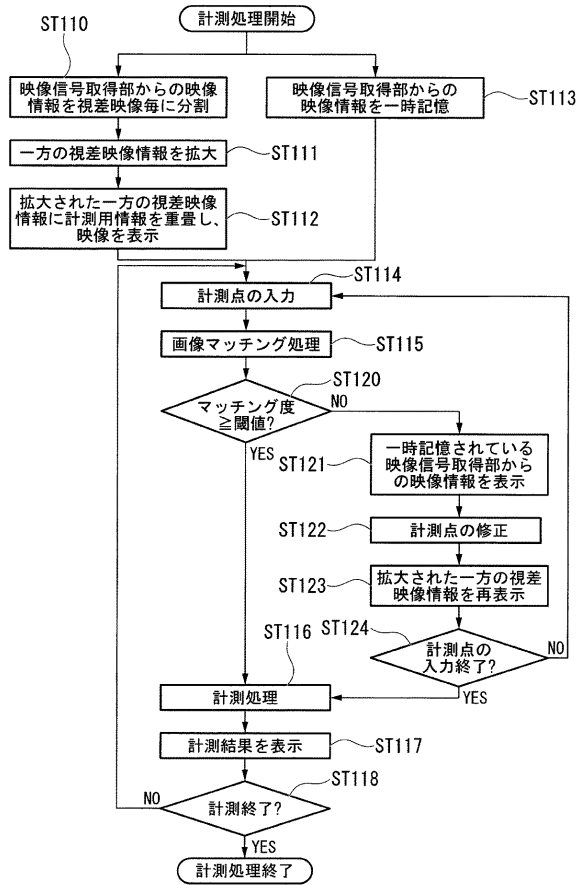 計測処理開始
ST110
映像信号取得部からの映像
情報を視差映像毎に分割
映像信号取得部からの
映像情報を一時記憶
ST113
一方の視差映像情報を拡大
ST111
拡大された一方の視差映像
情報に計測用情報を重畳し、
映像を表示
ST112
ST114
計測点の入力
画像マッチング処理
ST115
ST120
マッチング度
≧閾値?
NO
YES
一時記憶されている
映像信号取得部から
の映像情報を表示
ST121
ST122
計測点の修正
ST123
拡大された一方の視差
映像情報を再表示
ST124
計測点の
入力終了?
NO
YES
ST116
計測処理
計測結果を表示
ST117
ST118
NO
計測終了?
YES
計測処理終了